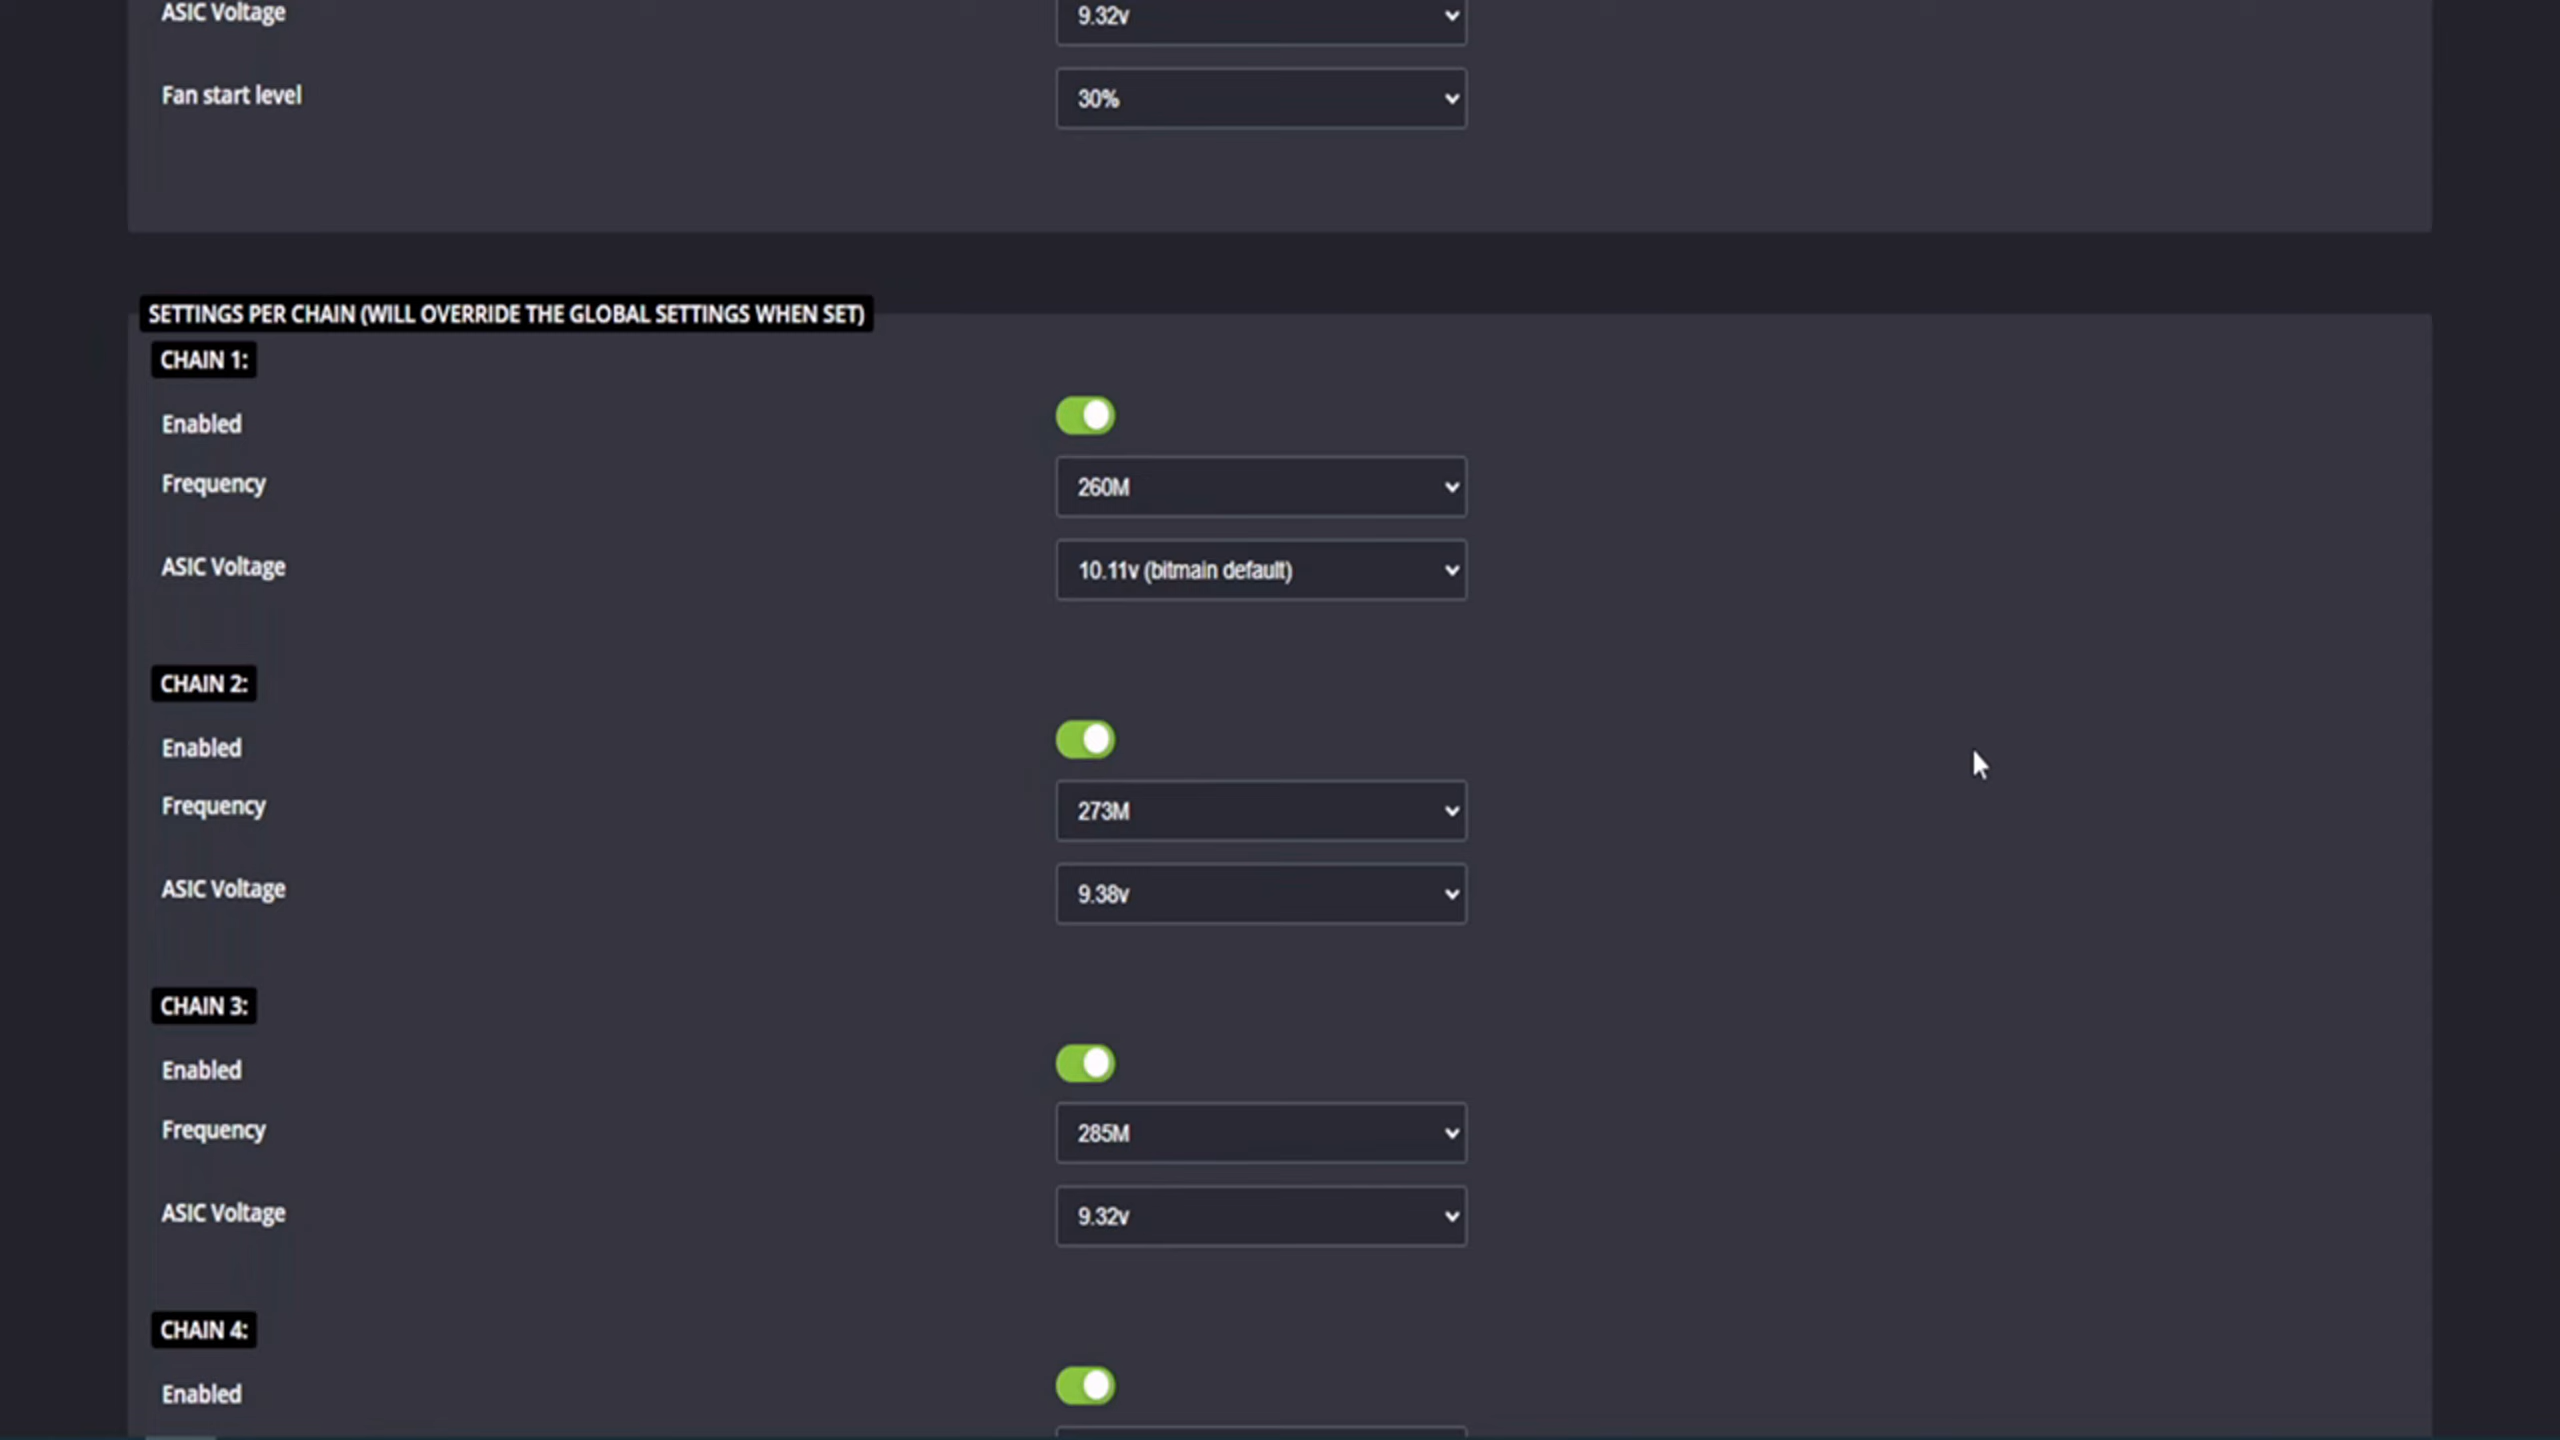 ASIC Voltage 9.32v
Fan start level 30%
SETTINGS PER CHAIN (WILL OVERRIDE THE GLOBAL SETTINGS WHEN SET)
CHAIN 1:
Enabled
Frequency 260M
ASIC Voltage 10.11v (bitmain default)
CHAIN 2:
Enabled
Frequency 273M
ASIC Voltage 9.38v
CHAIN 3:
Enabled
Frequency 285M
ASIC Voltage 9.32v
CHAIN 4:
Enabled